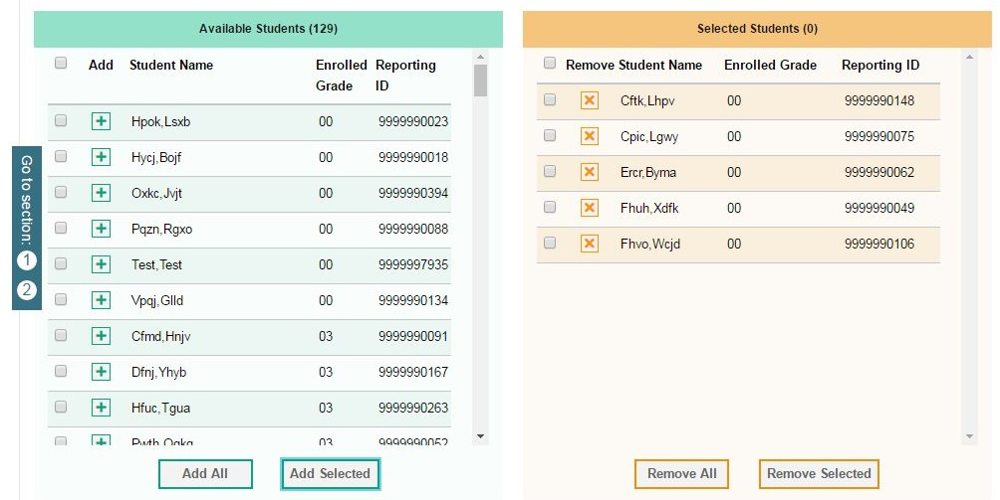 Available Students (129)
Add Student Name Enrolled Grade Reporting ID
Hpok,Lsxb 00 9999990023
Hycj,Bojf 00 9999990018
Oxkc,Jvjt 00 9999990394
Pqzn,Rgxo 00 9999990088
Test,Test 00 9999997935
Vpqj,Glld 00 9999990134
Cfmd,Hnjv 03 9999990091
Dfnj,Yhyb 03 9999990167
Hfuc,Tgua 03 9999990263
Pwth,Ogkg 03 9999990052
Add All Add Selected
Go to section: 1 2
Selected Students (0)
Remove Student Name Enrolled Grade Reporting ID
Cftk,Lhpv 00 9999990148
Cpic,Lgwy 00 9999990075
Ercr,Byma 00 9999990062
Fhuh,Xdfk 00 9999990049
Fhvo,Wcjd 00 9999990106
Remove All Remove Selected